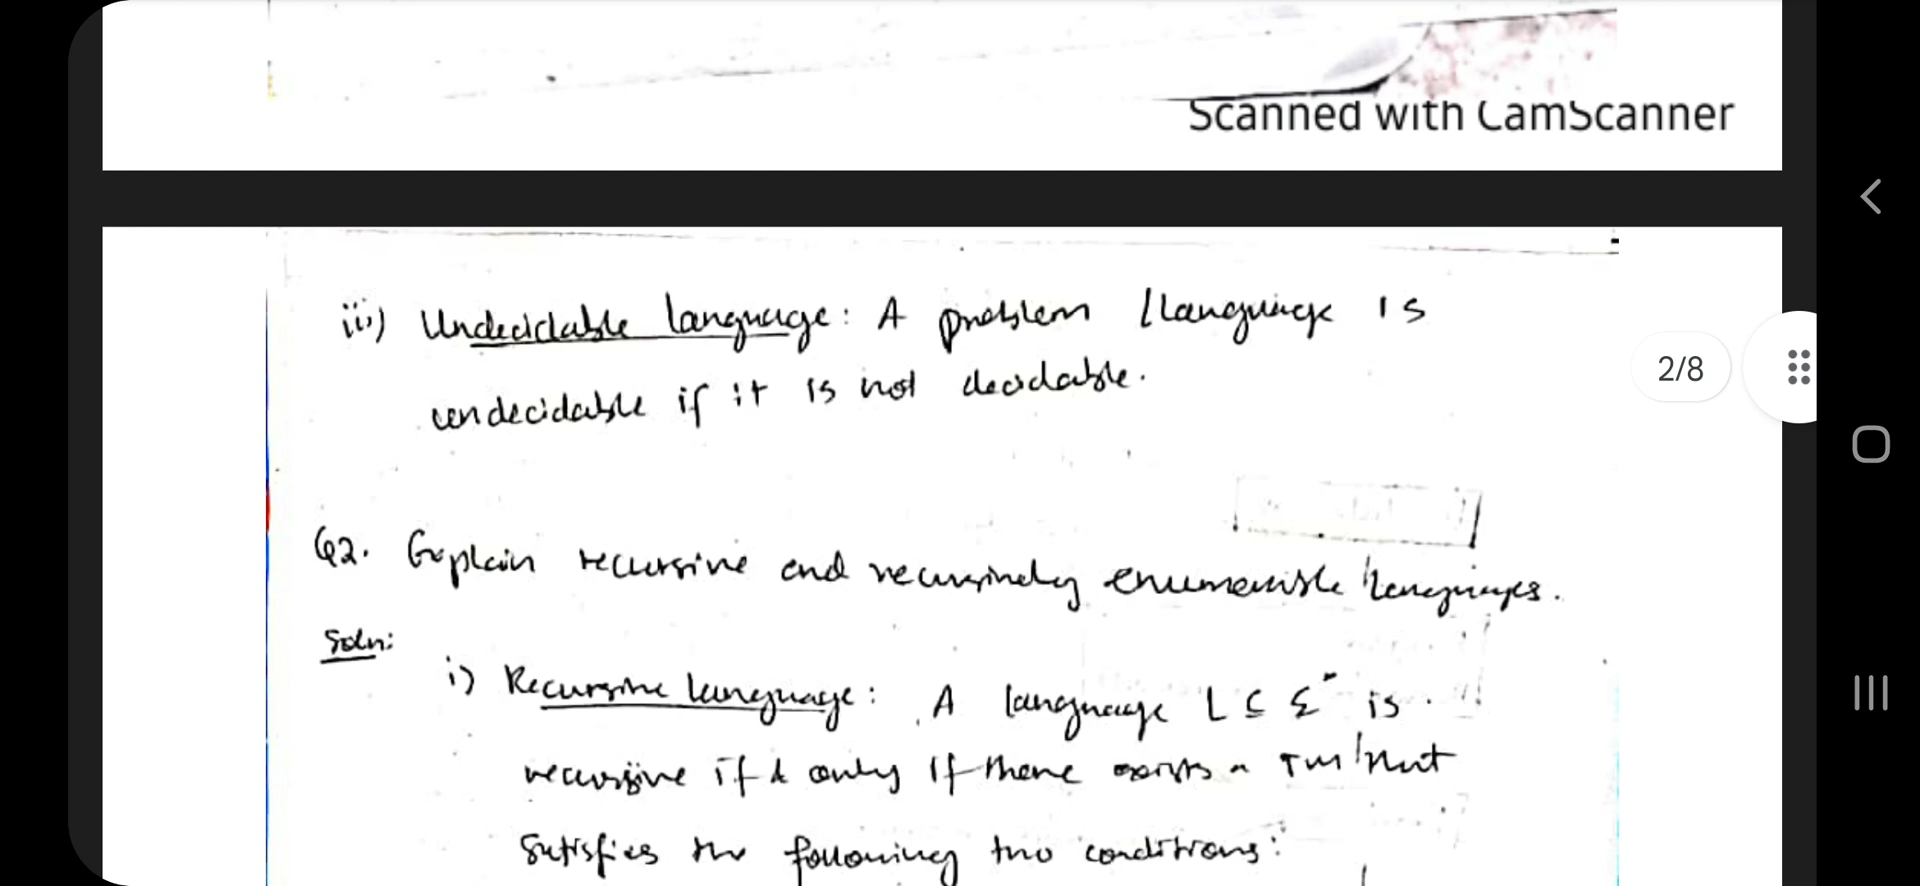 Scanned with CamScanner
iii) Undecidable language: A problem /language is
undecidable if it is not decidable.
2/8
Q2. Explain recursive and recursively enumerable languages.
Soln:
i) Recursive language: A language L ⊆ Σ* is
recursive if & only if there exists a TM that
satisfies the following two conditions: